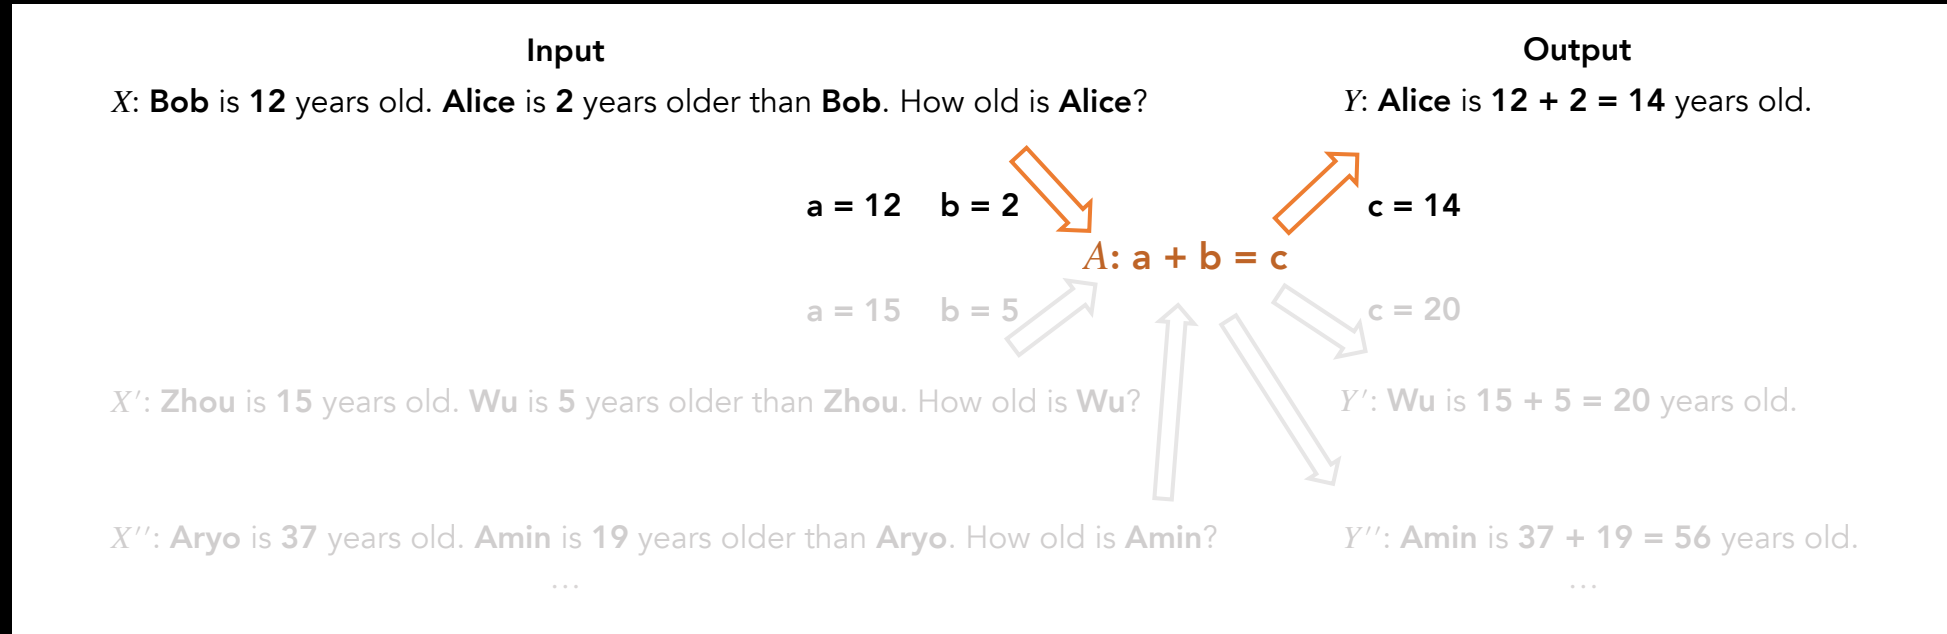 Input Output
X: Bob is 12 years old. Alice is 2 years older than Bob. How old is Alice? Y: Alice is 12 + 2 = 14 years old.
a = 12 b = 2 c = 14
A: a + b = c
a = 15 b = 5 c = 20
X′: Zhou is 15 years old. Wu is 5 years older than Zhou. How old is Wu? Y′: Wu is 15 + 5 = 20 years old.
X′′: Aryo is 37 years old. Amin is 19 years older than Aryo. How old is Amin? Y′′: Amin is 37 + 19 = 56 years old.
... ...